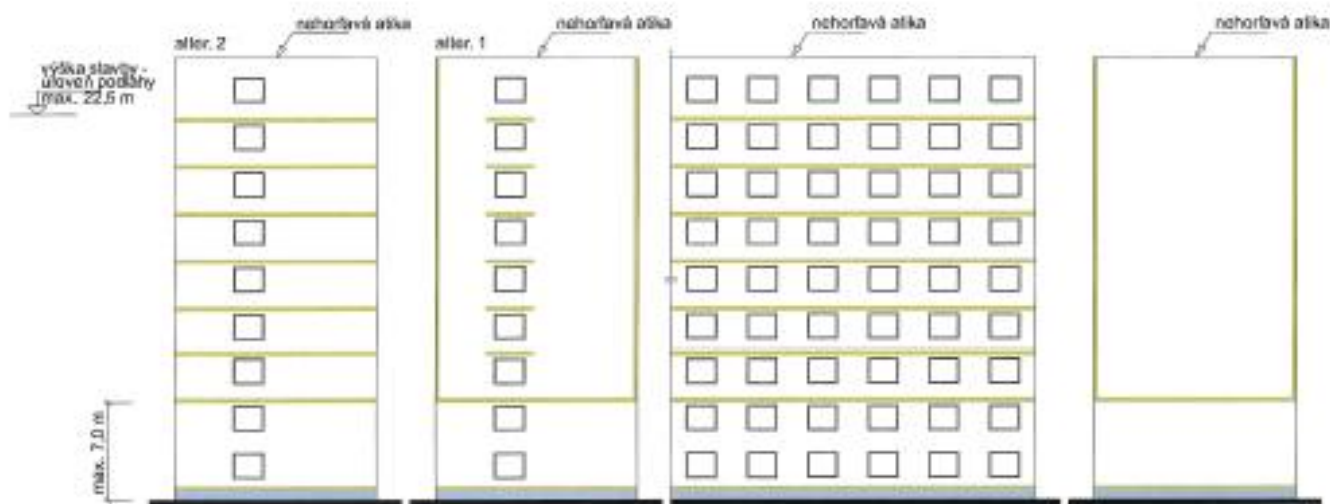 nehorľavá atika
nehorľavá atika
nehorľavá atika
nehorľavá atika
alter. 2
alter. 1
výška stavby -
úroveň podlahy
max. 22,5 m
max. 7,0 m